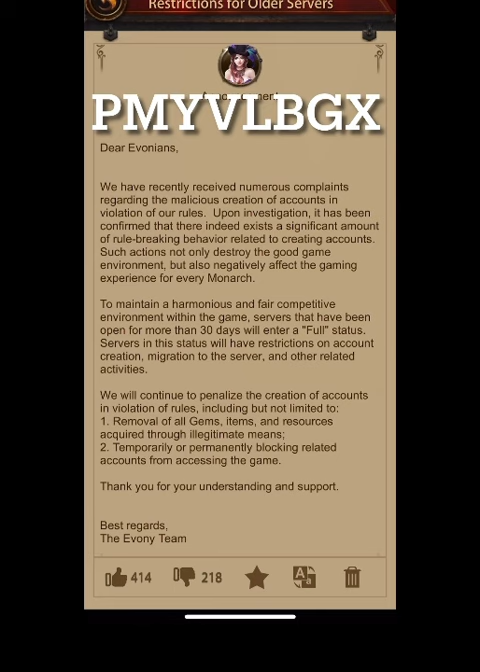 Restrictions for Older Servers
PMYVLBGX
Dear Evonians,
We have recently received numerous complaints
regarding the malicious creation of accounts in
violation of our rules.  Upon investigation, it has been
confirmed that there indeed exists a significant amount
of rule-breaking behavior related to creating accounts.
Such actions not only destroy the good game
environment, but also negatively affect the gaming
experience for every Monarch.
To maintain a harmonious and fair competitive
environment within the game, servers that have been
open for more than 30 days will enter a "Full" status.
Servers in this status will have restrictions on account
creation, migration to the server, and other related
activities.
We will continue to penalize the creation of accounts
in violation of rules, including but not limited to:
1. Removal of all Gems, items, and resources
acquired through illegitimate means;
2. Temporarily or permanently blocking related
accounts from accessing the game.
Thank you for your understanding and support.
Best regards,
The Evony Team
414 218 A a